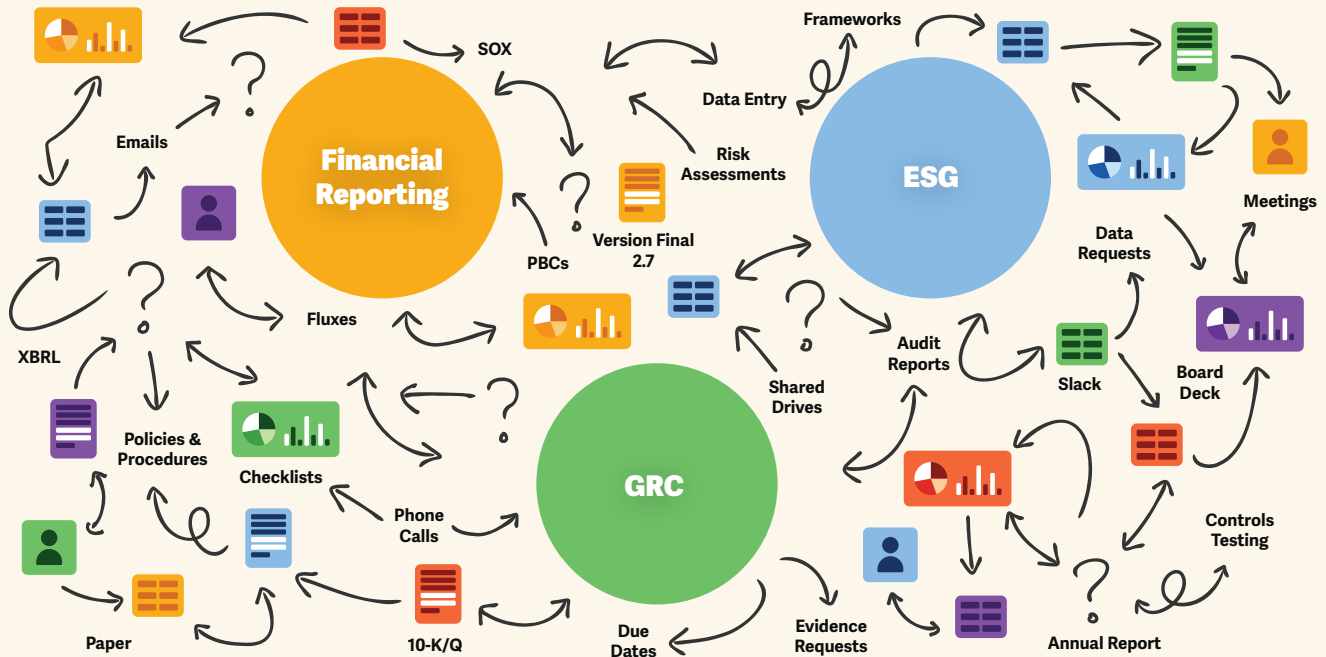 Frameworks
SOX
Data Entry
Emails
Financial
Reporting
Risk
Assessments
ESG
Meetings
Version Final
2.7
Data
Requests
PBCs
Fluxes
XBRL
Audit
Reports
Shared
Drives
Slack
Board
Deck
Policies &
Procedures
Checklists
GRC
Phone
Calls
Controls
Testing
Paper
10-K/Q
Due
Dates
Evidence
Requests
Annual Report